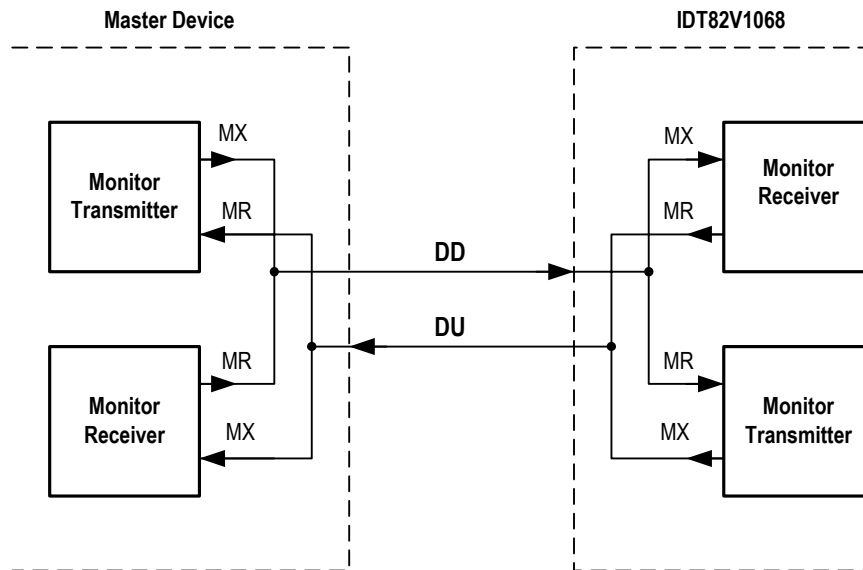 Master Device
IDT82V1068
MX
Monitor
Transmitter
MR
MX
Monitor
Receiver
MR
DD
DU
MR
Monitor
Receiver
MX
MR
Monitor
Transmitter
MX